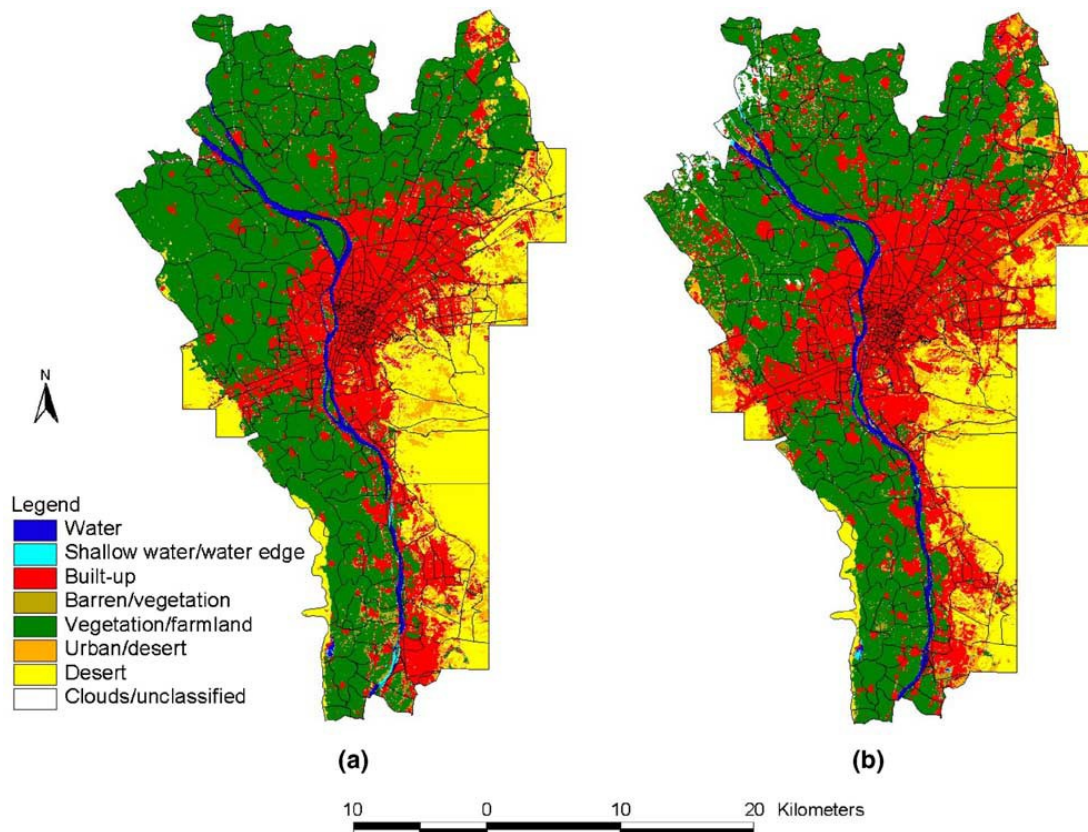 N
Legend
Water
Shallow water/water edge
Built-up
Barren/vegetation
Vegetation/farmland
Urban/desert
Desert
Clouds/unclassified
(a)
(b)
10 0 10 20 Kilometers